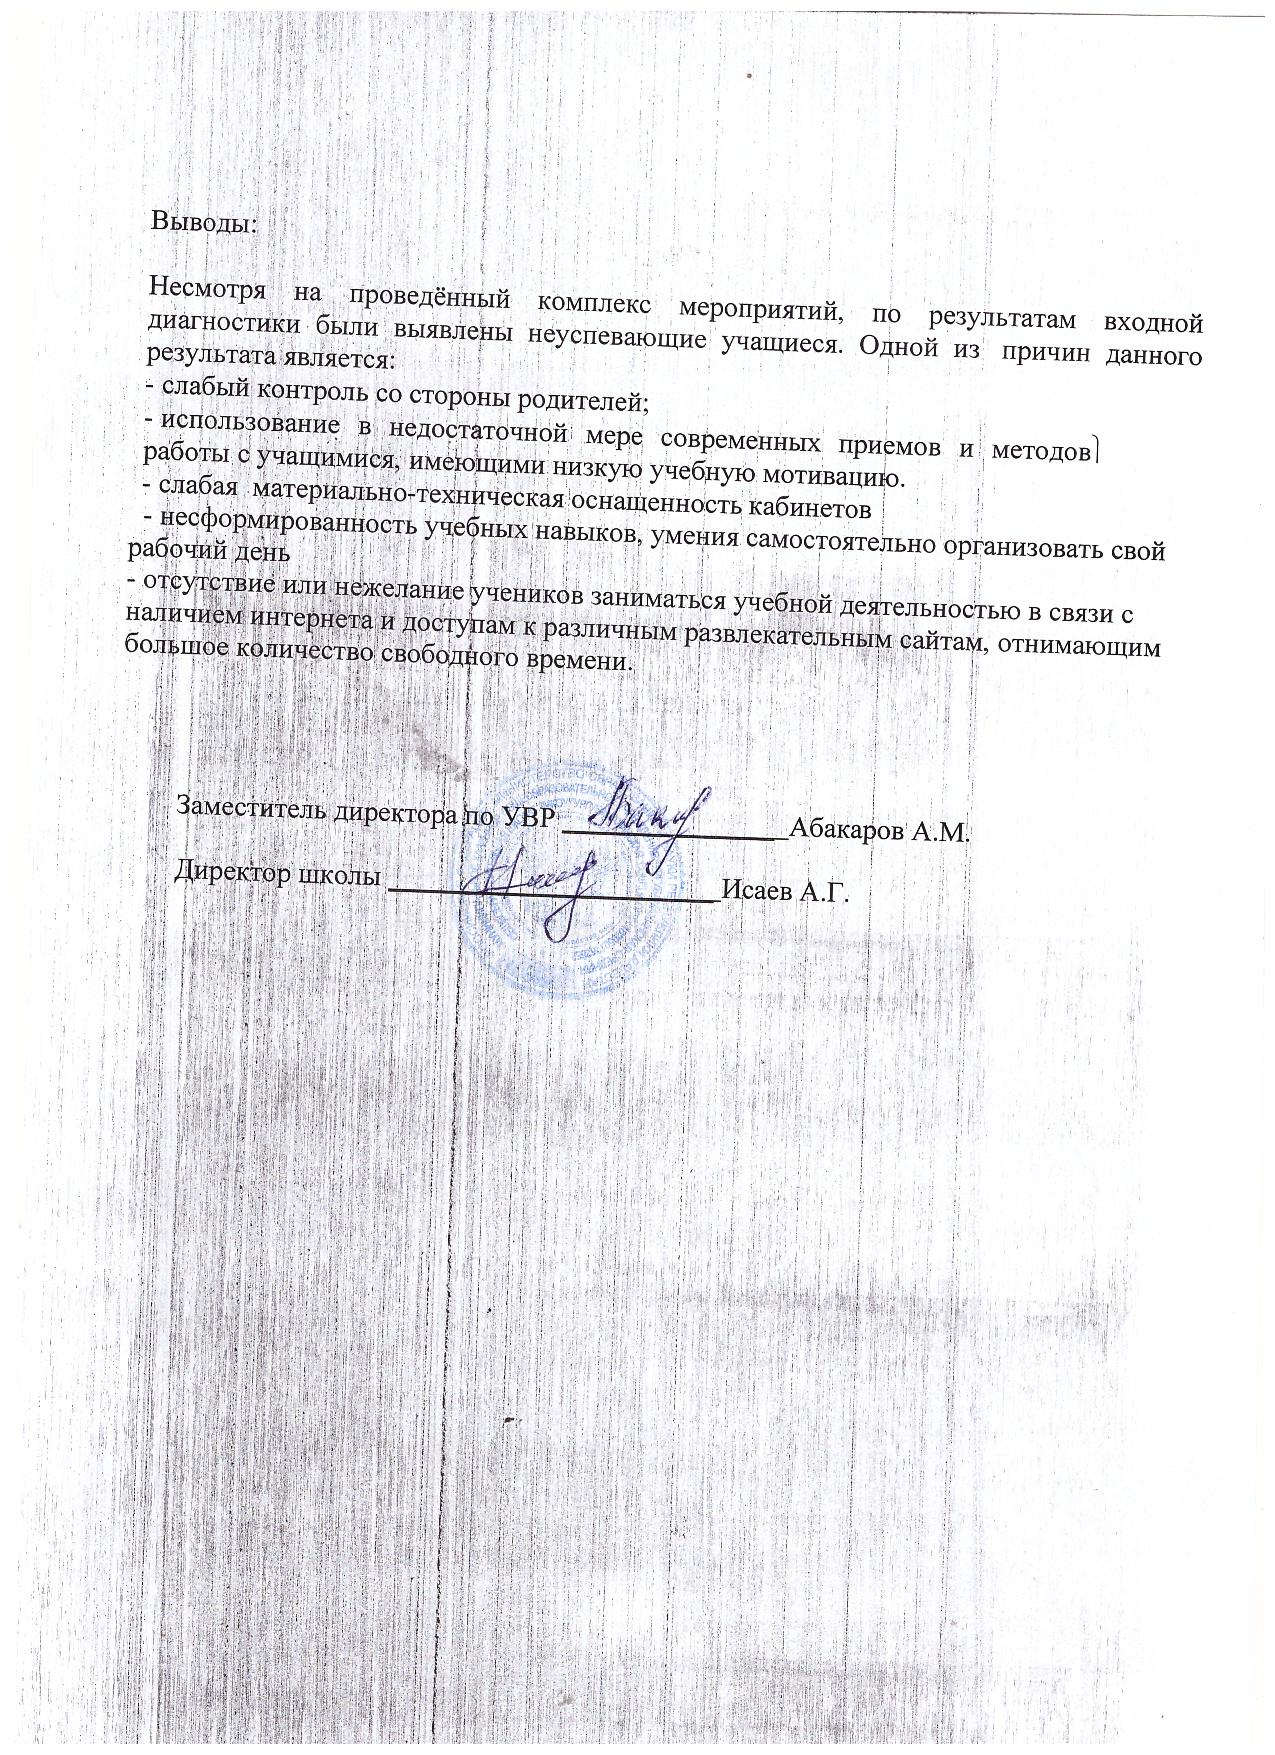 Выводы:
Несмотря на проведённый комплекс мероприятий, по результатам входной
диагностики были выявлены неуспевающие учащиеся. Одной из причин данного
результата является:
- слабый контроль со стороны родителей;
- использование в недостаточной мере современных приемов и методов
работы с учащимися, имеющими низкую учебную мотивацию.
- слабая материально-техническая оснащенность кабинетов
- несформированность учебных навыков, умения самостоятельно организовать свой
рабочий день
- отсутствие или нежелание учеников заниматься учебной деятельностью в связи с
наличием интернета и доступам к различным развлекательным сайтам, отнимающим
большое количество свободного времени.
Заместитель директора по УВР ________________Абакаров А.М.
Директор школы ________________________Исаев А.Г.